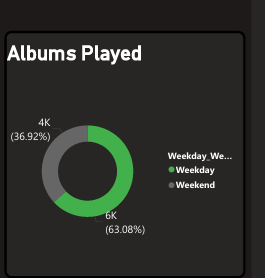 Albums Played
4K
(36.92%)
Weekday_We...
Weekday
Weekend
6K
(63.08%)